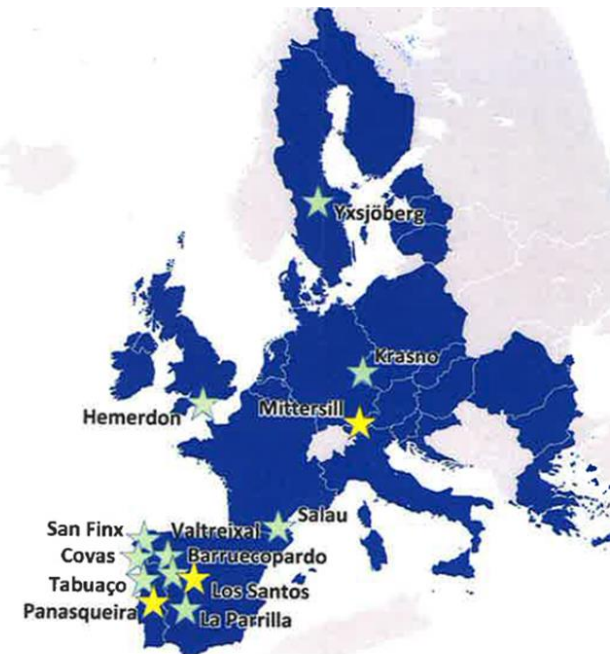 Yxsjöberg
Krasno
Hemerdon
Mittersill
San Finx
Valtreixal
Salau
Covas
Barruecopardo
Tabuaço
Los Santos
Panasqueira
La Parrilla